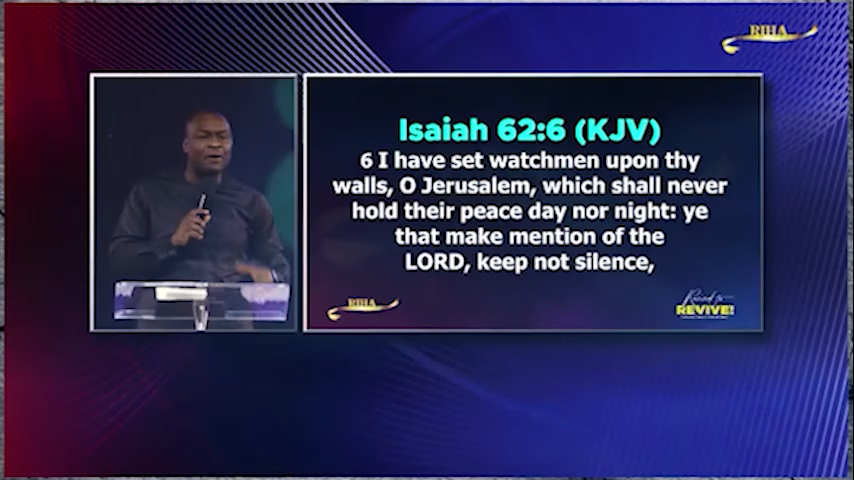 RIHA
Isaiah 62:6 (KJV)
6 I have set watchmen upon thy
walls, O Jerusalem, which shall never
hold their peace day nor night: ye
that make mention of the
LORD, keep not silence,
RIHA
REVIVE!